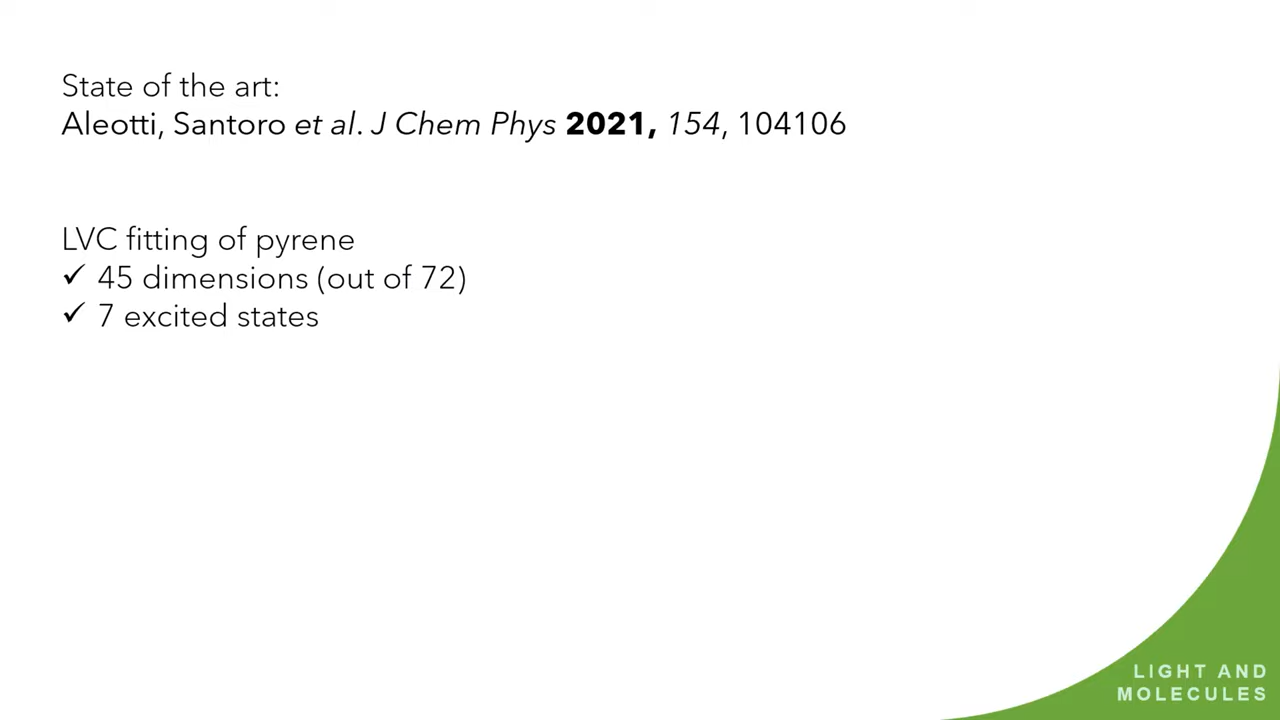 State of the art:
Aleotti, Santoro et al. J Chem Phys 2021, 154, 104106
LVC fitting of pyrene
✓ 45 dimensions (out of 72)
✓ 7 excited states
LIGHT AND
MOLECULES